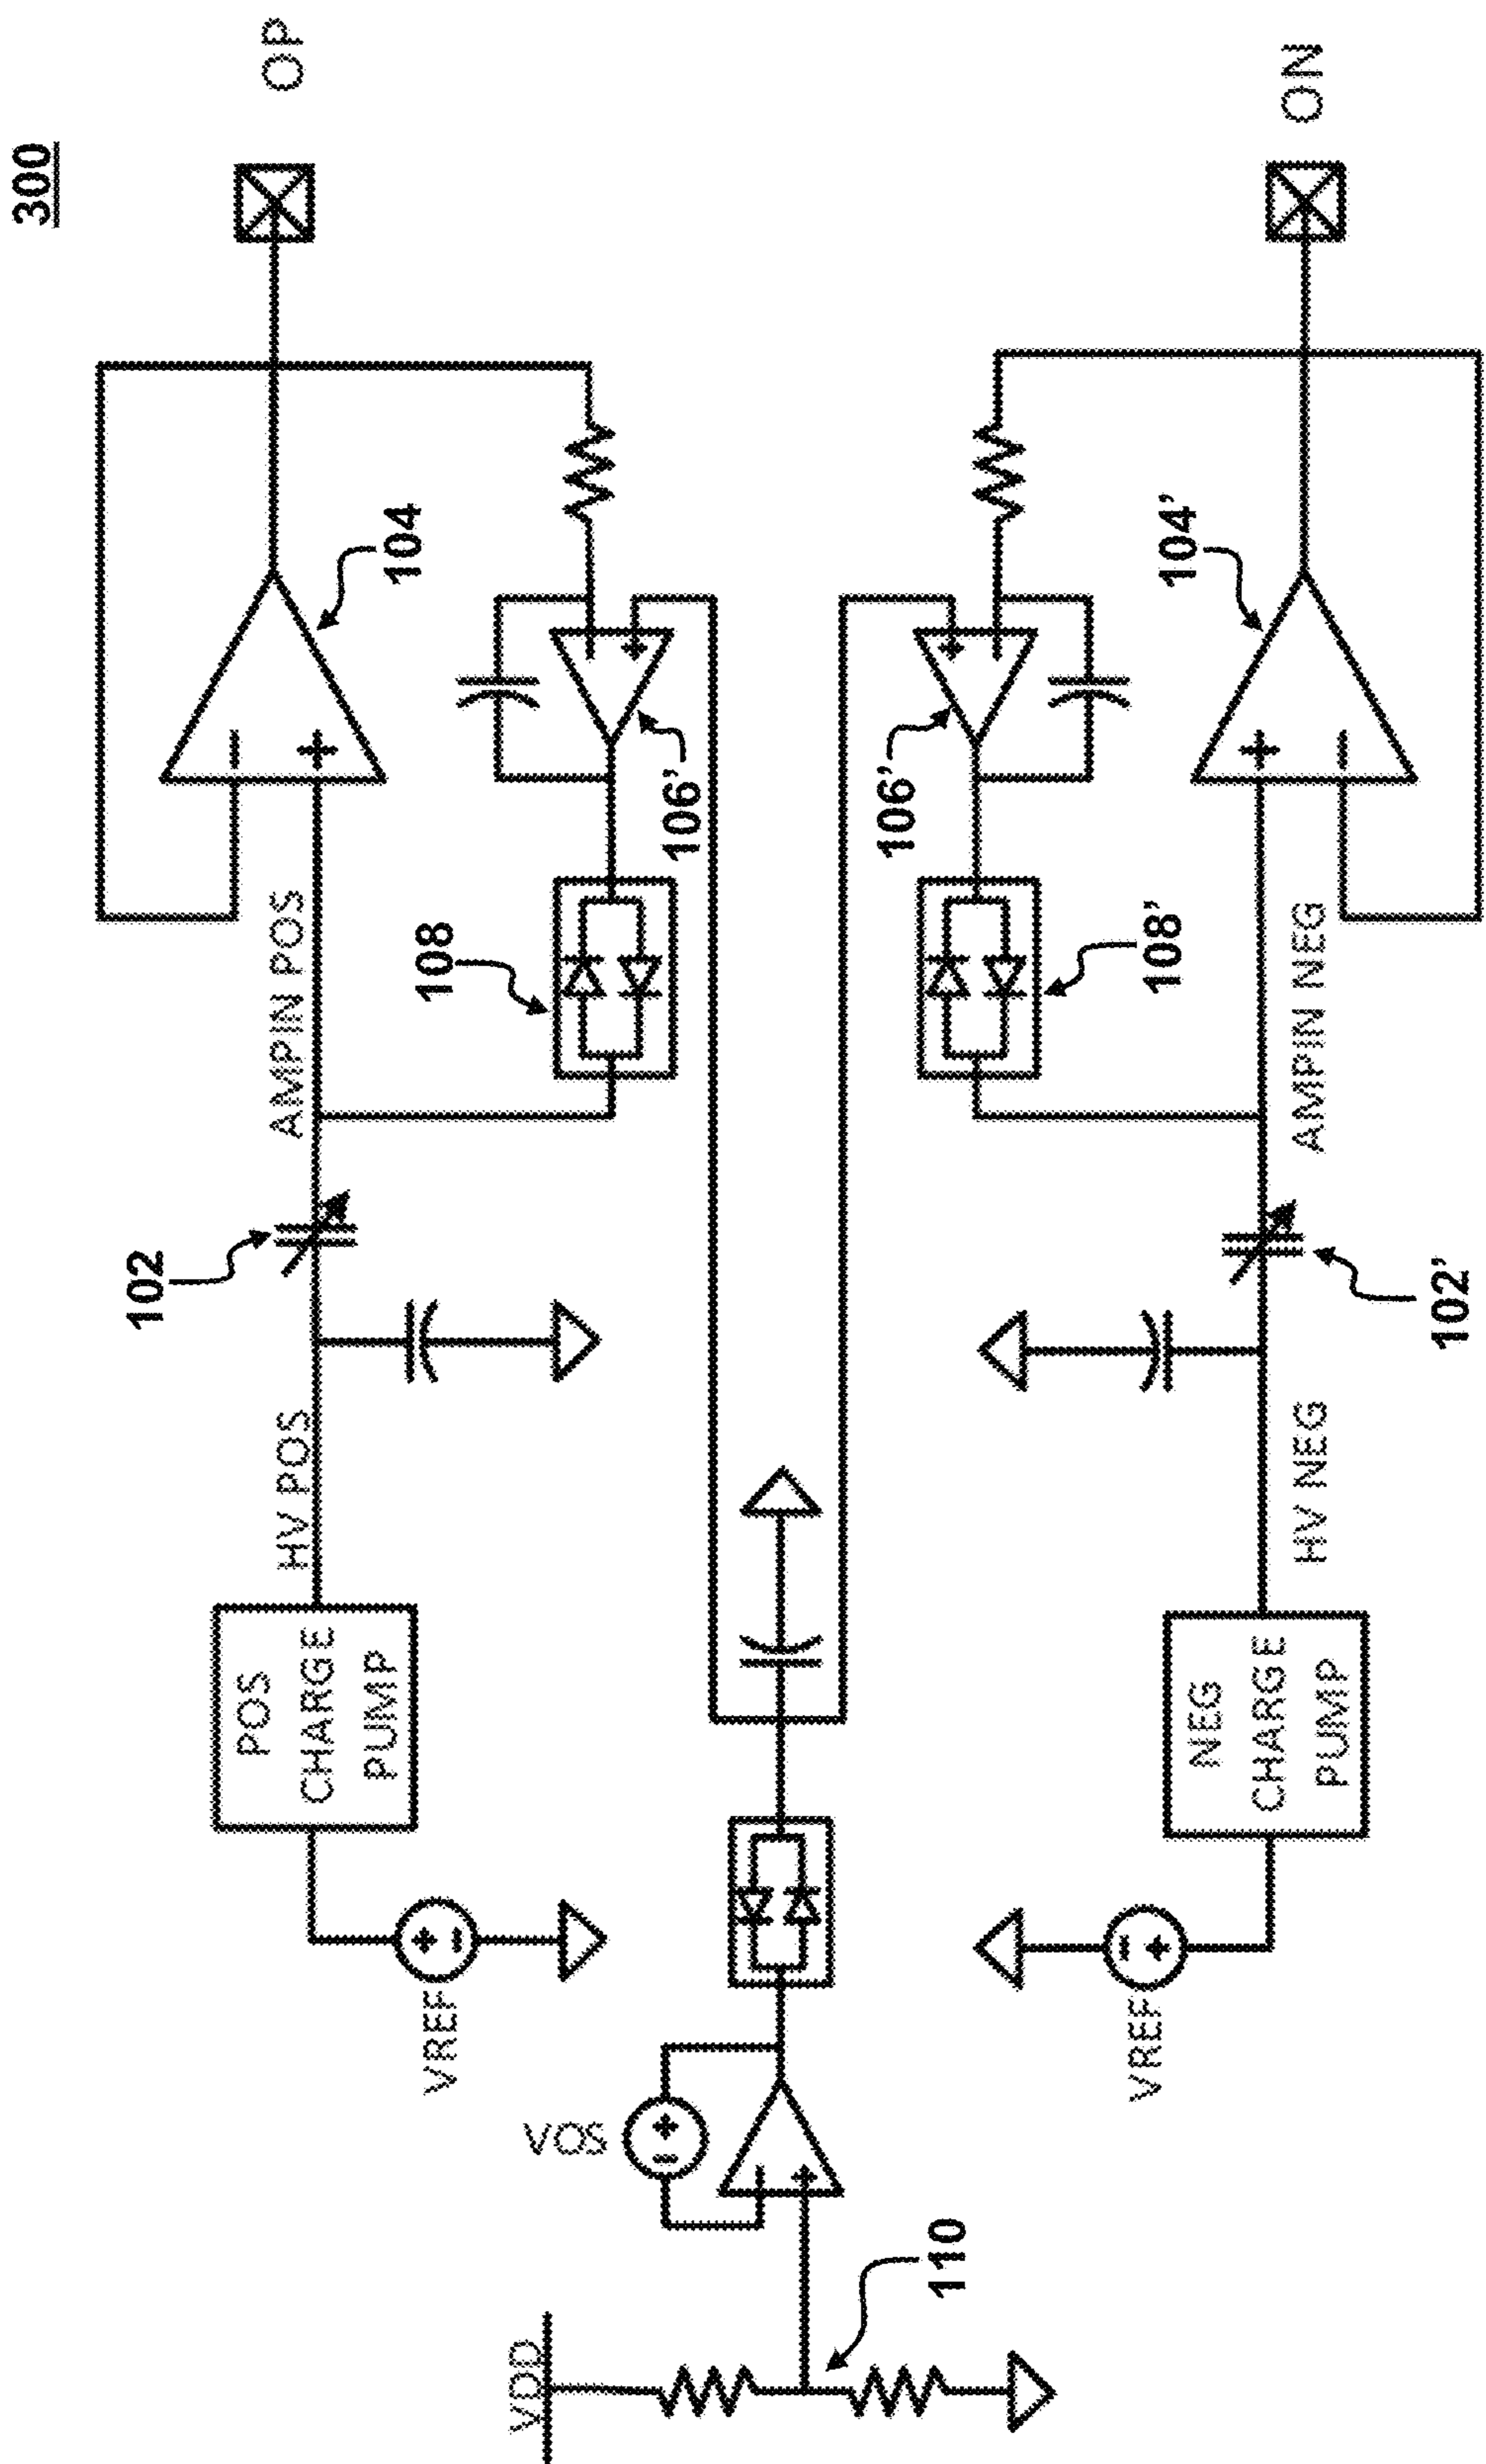 300
OP
104
AMPIN POS
102
HV POS
POS
CHARGE
PUMP
VREF
108
106'
VOS
VDD
110
106'
108'
104'
ON
AMPIN NEG
102'
HV NEG
NEG
CHARGE
PUMP
VREF